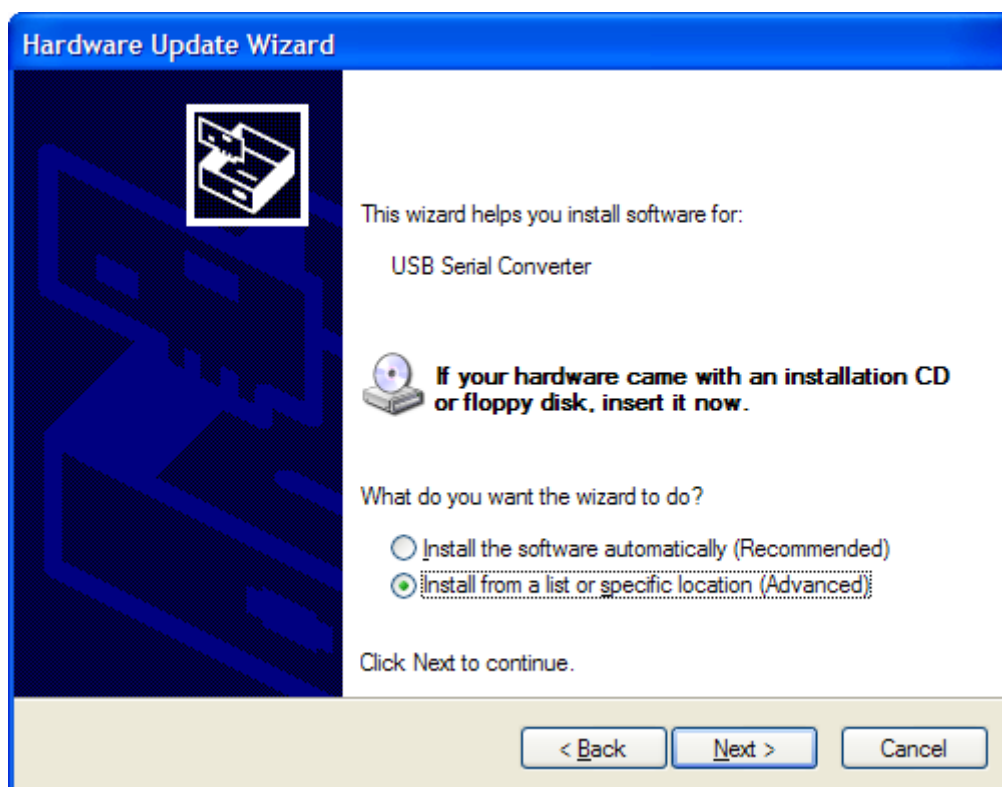 Hardware Update Wizard
This wizard helps you install software for:
USB Serial Converter
If your hardware came with an installation CD
or floppy disk, insert it now.
What do you want the wizard to do?
Install the software automatically (Recommended)
Install from a list or specific location (Advanced)
Click Next to continue.
< Back
Next >
Cancel